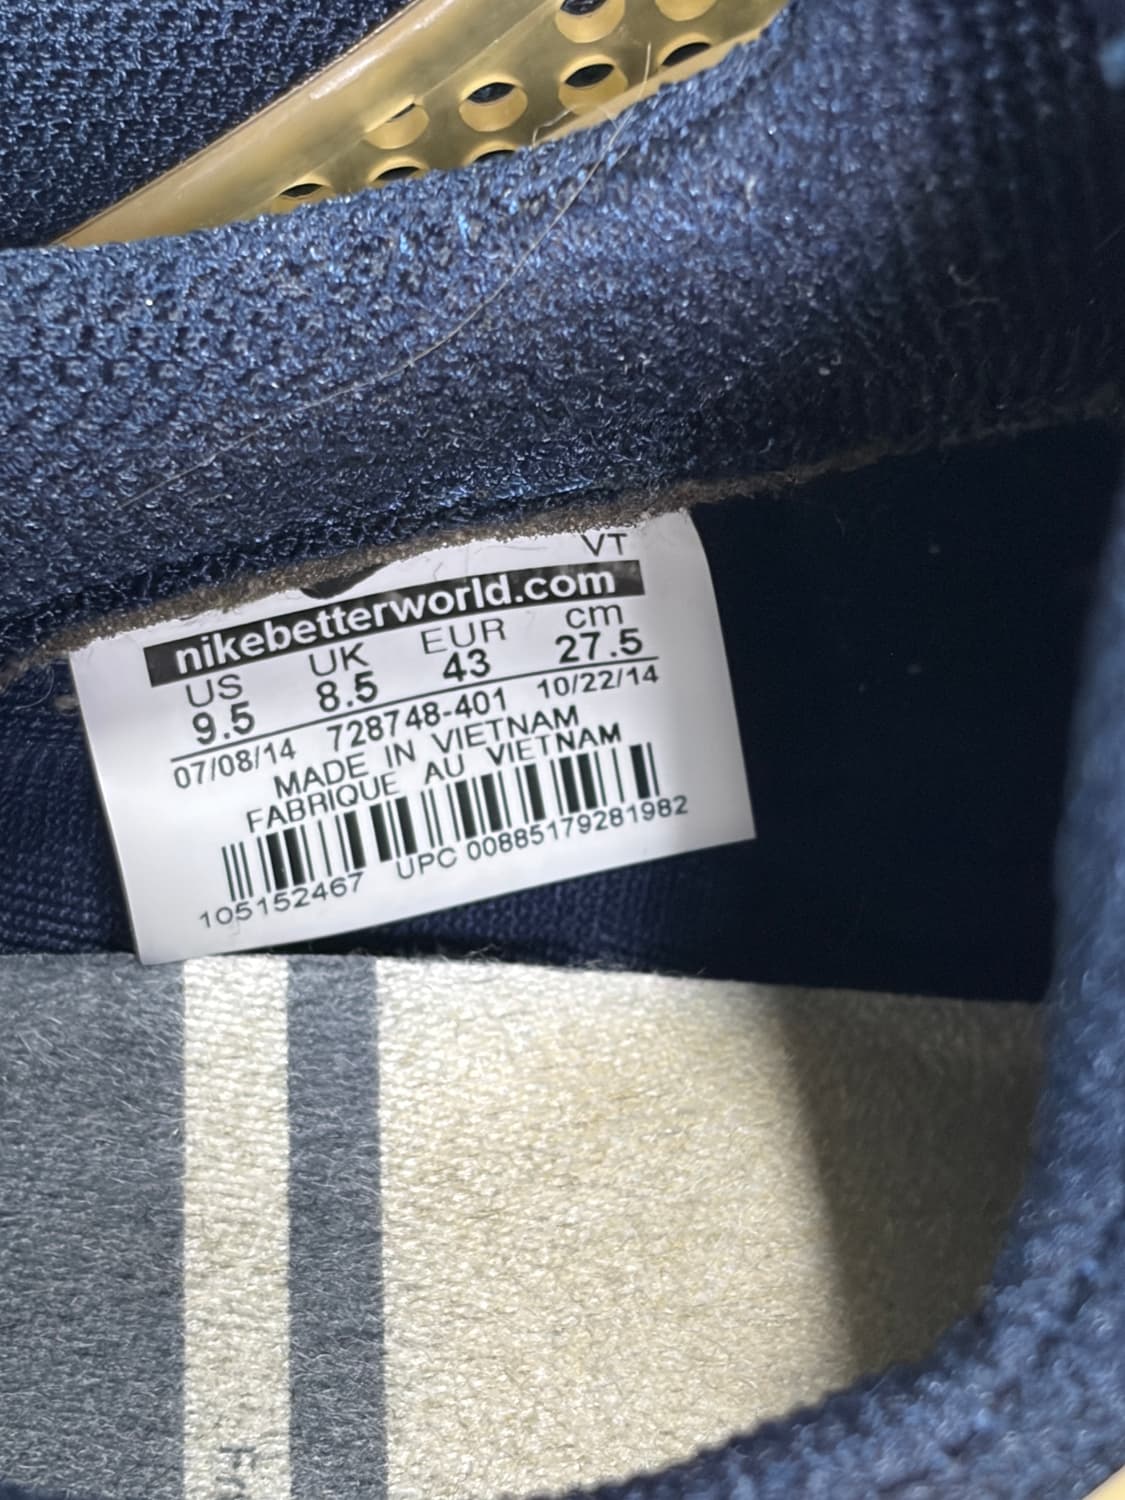 VT
nikebetterworld.com
US UK EUR cm
9.5 8.5 43 27.5
07/08/14 728748-401 10/22/14
MADE IN VIETNAM
FABRIQUE AU VIETNAM
105152467 UPC 00885179281982